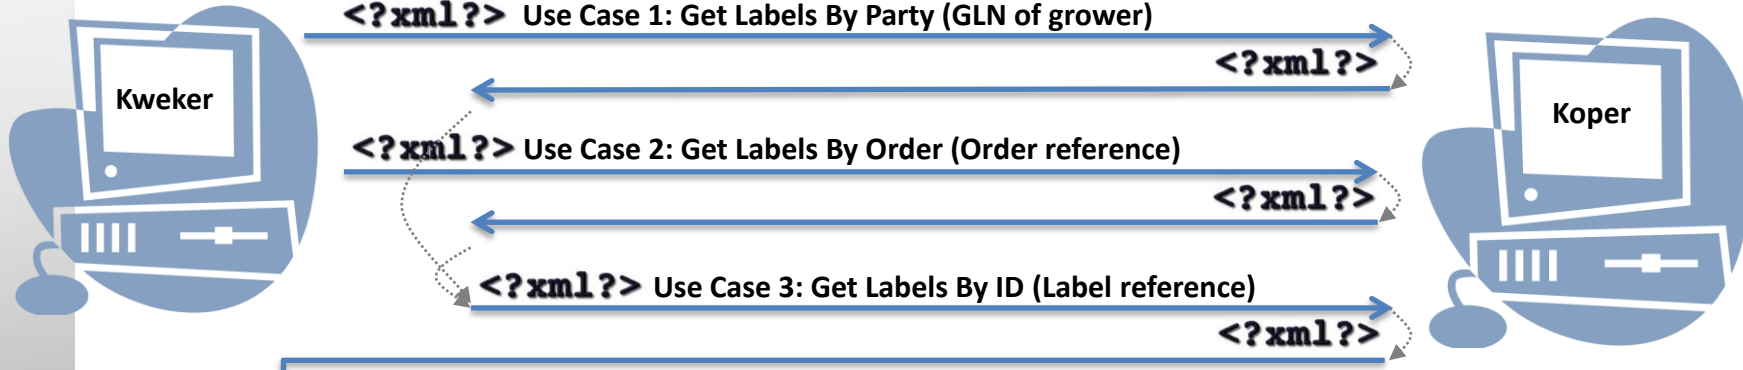 <?xml?> Use Case 1: Get Labels By Party (GLN of grower)
<?xml?>
Kweker
Koper
<?xml?> Use Case 2: Get Labels By Order (Order reference)
<?xml?>
<?xml?> Use Case 3: Get Labels By ID (Label reference)
<?xml?>